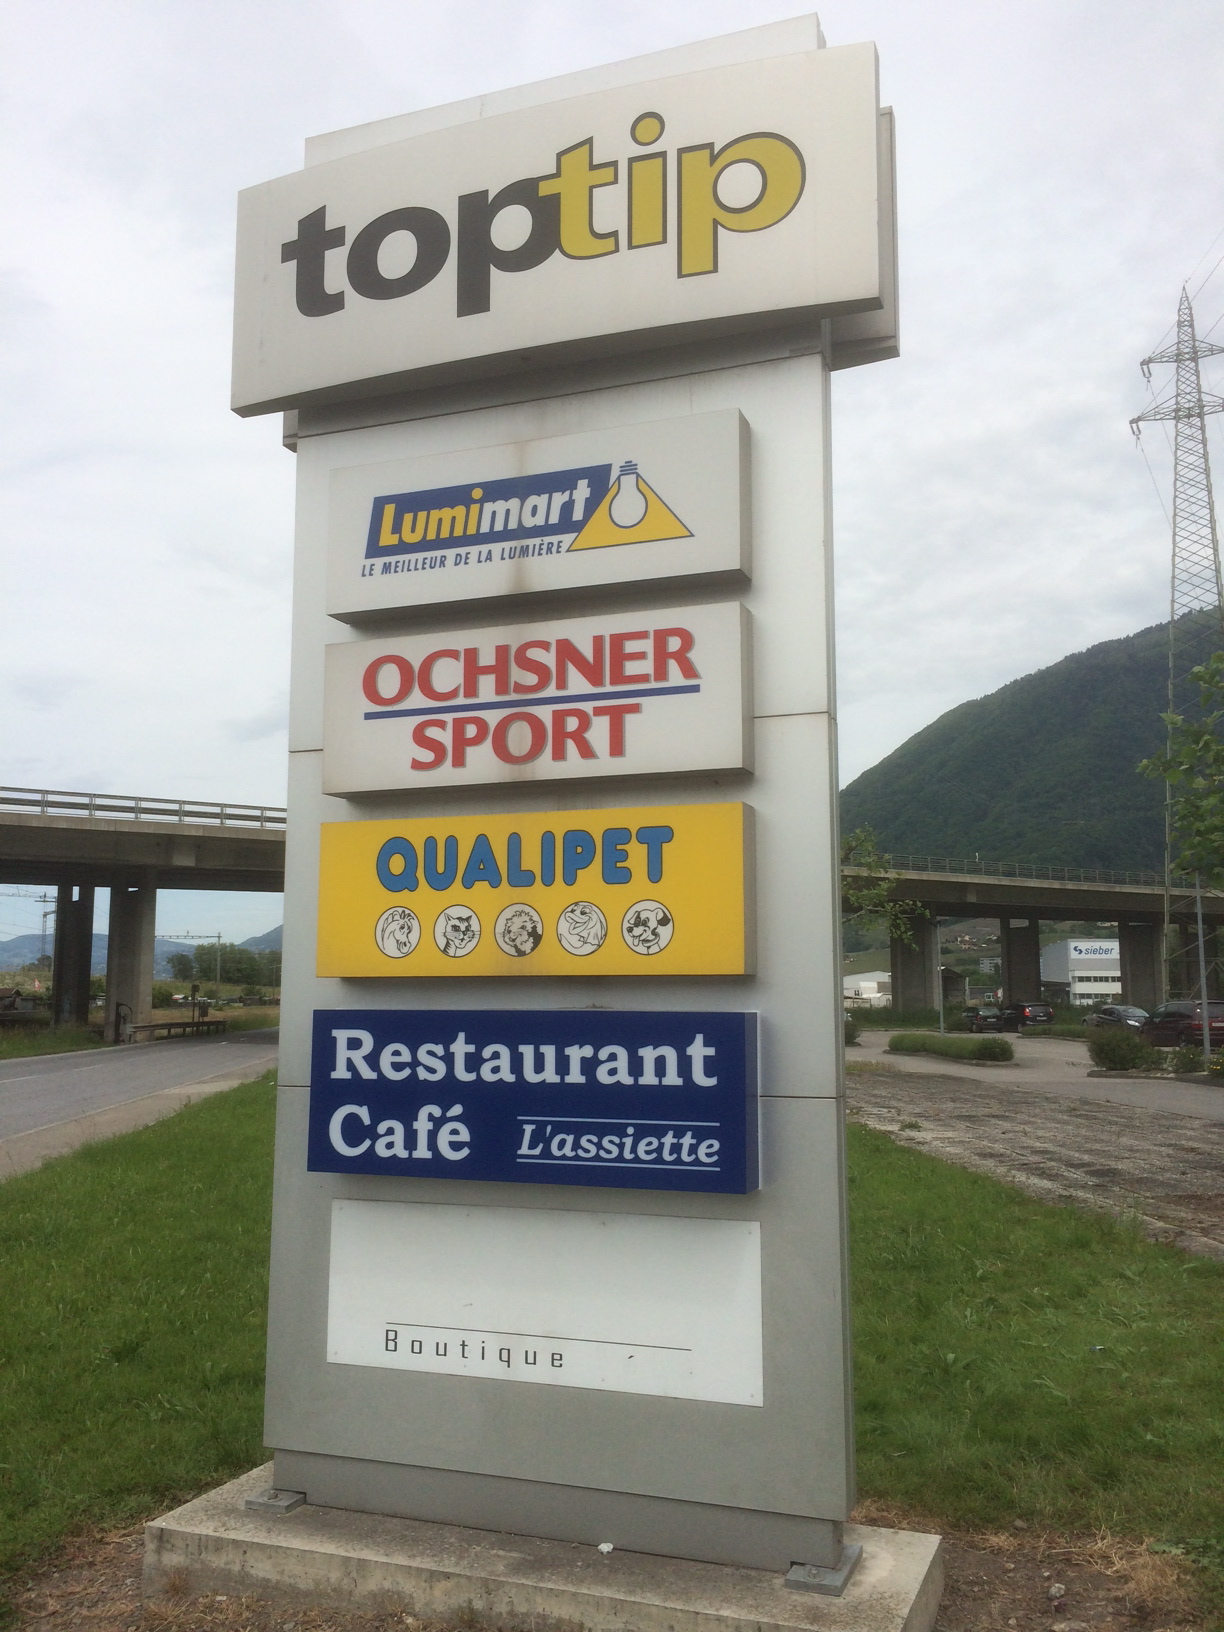 toptip
Lumimart
LE MEILLEUR DE LA LUMIÈRE
OCHSNER
SPORT
QUALIPET
Restaurant
Café L'assiette
Boutique
sieber